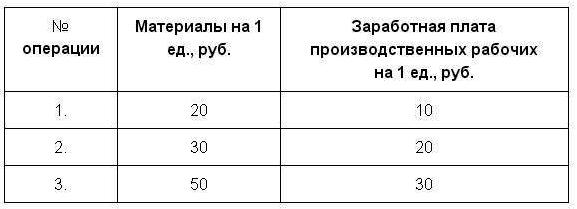 № операции
Материалы на 1 ед., руб.
Заработная плата производственных рабочих на 1 ед., руб.
1. 20 10
2. 30 20
3. 50 30